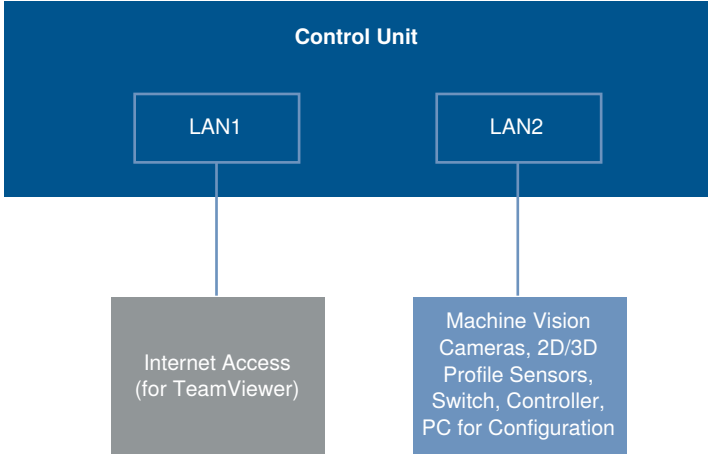 Control Unit
LAN1
LAN2
Internet Access
(for TeamViewer)
Machine Vision
Cameras, 2D/3D
Profile Sensors,
Switch, Controller,
PC for Configuration